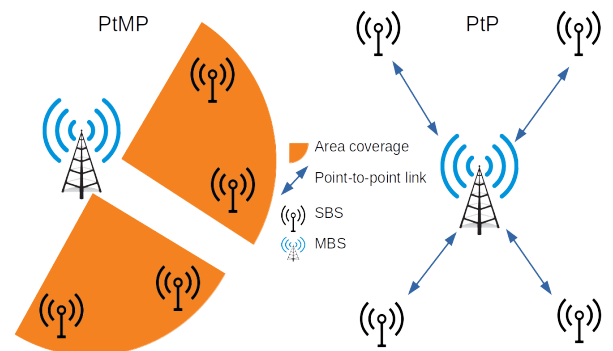 PtMP
PtP
Area coverage
Point-to-point link
SBS
MBS